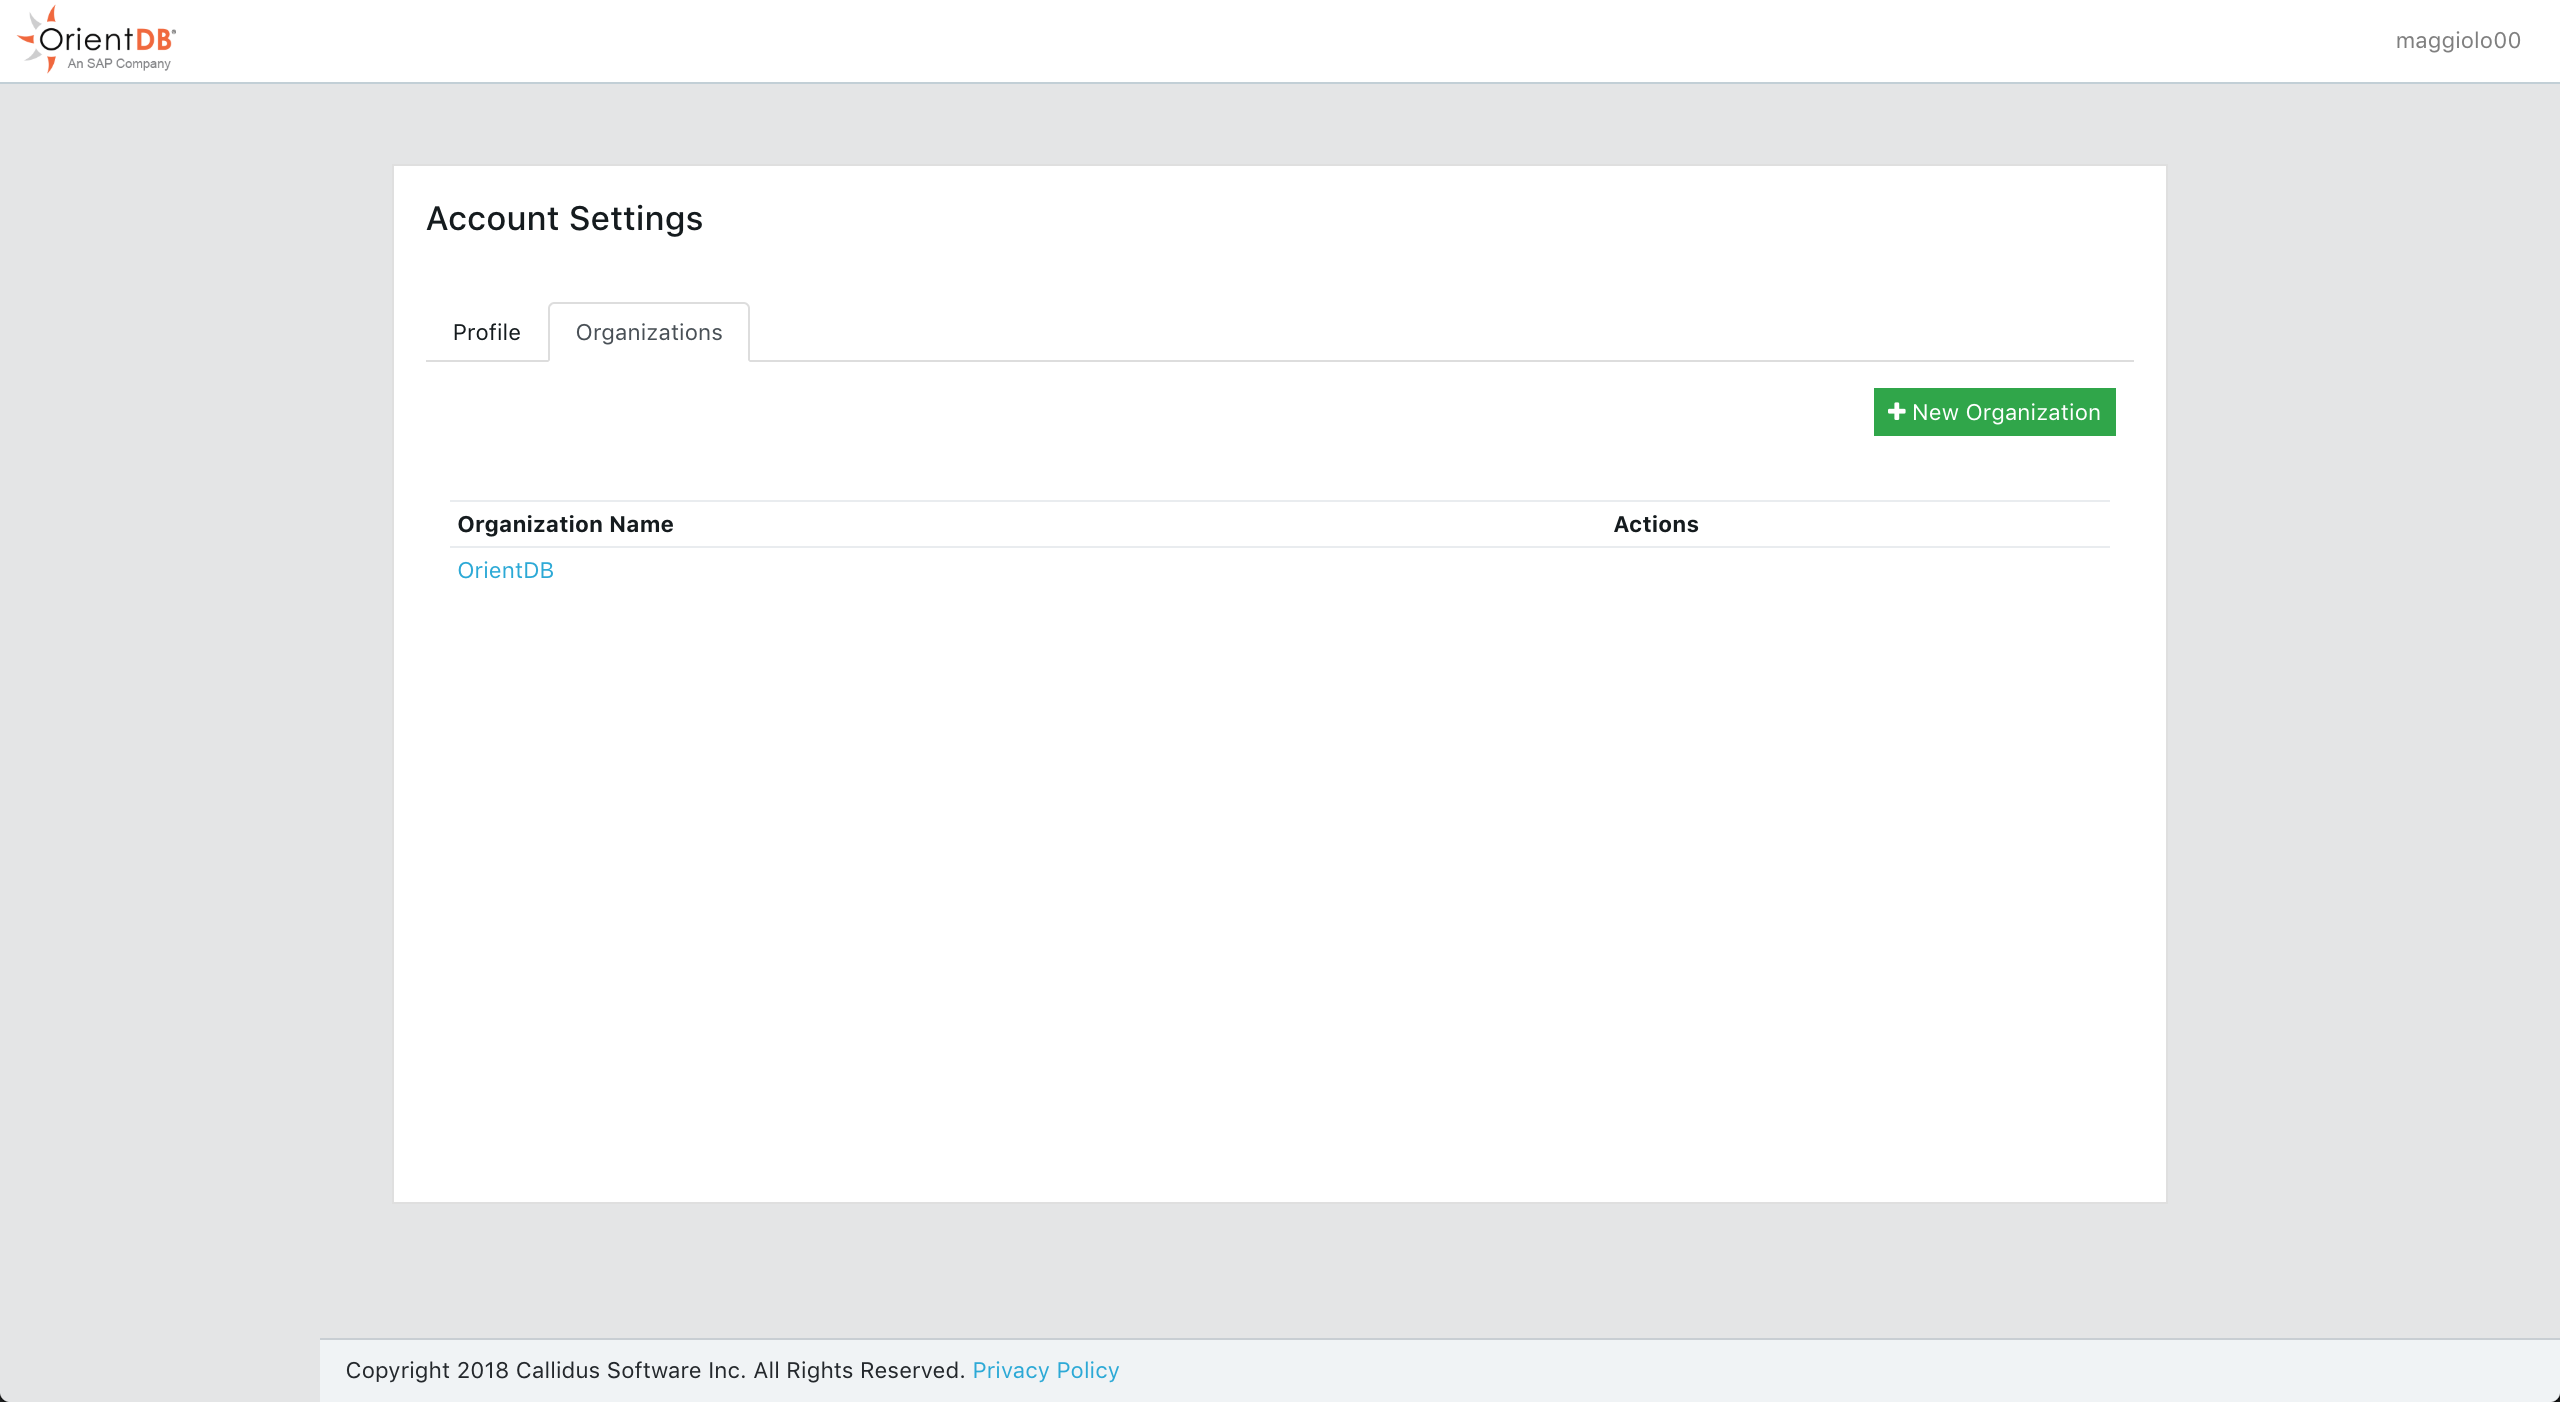 OrientDB®
An SAP Company
maggiolo00
Account Settings
Profile
Organizations
New Organization
Organization Name
Actions
OrientDB
Copyright 2018 Callidus Software Inc. All Rights Reserved. Privacy Policy